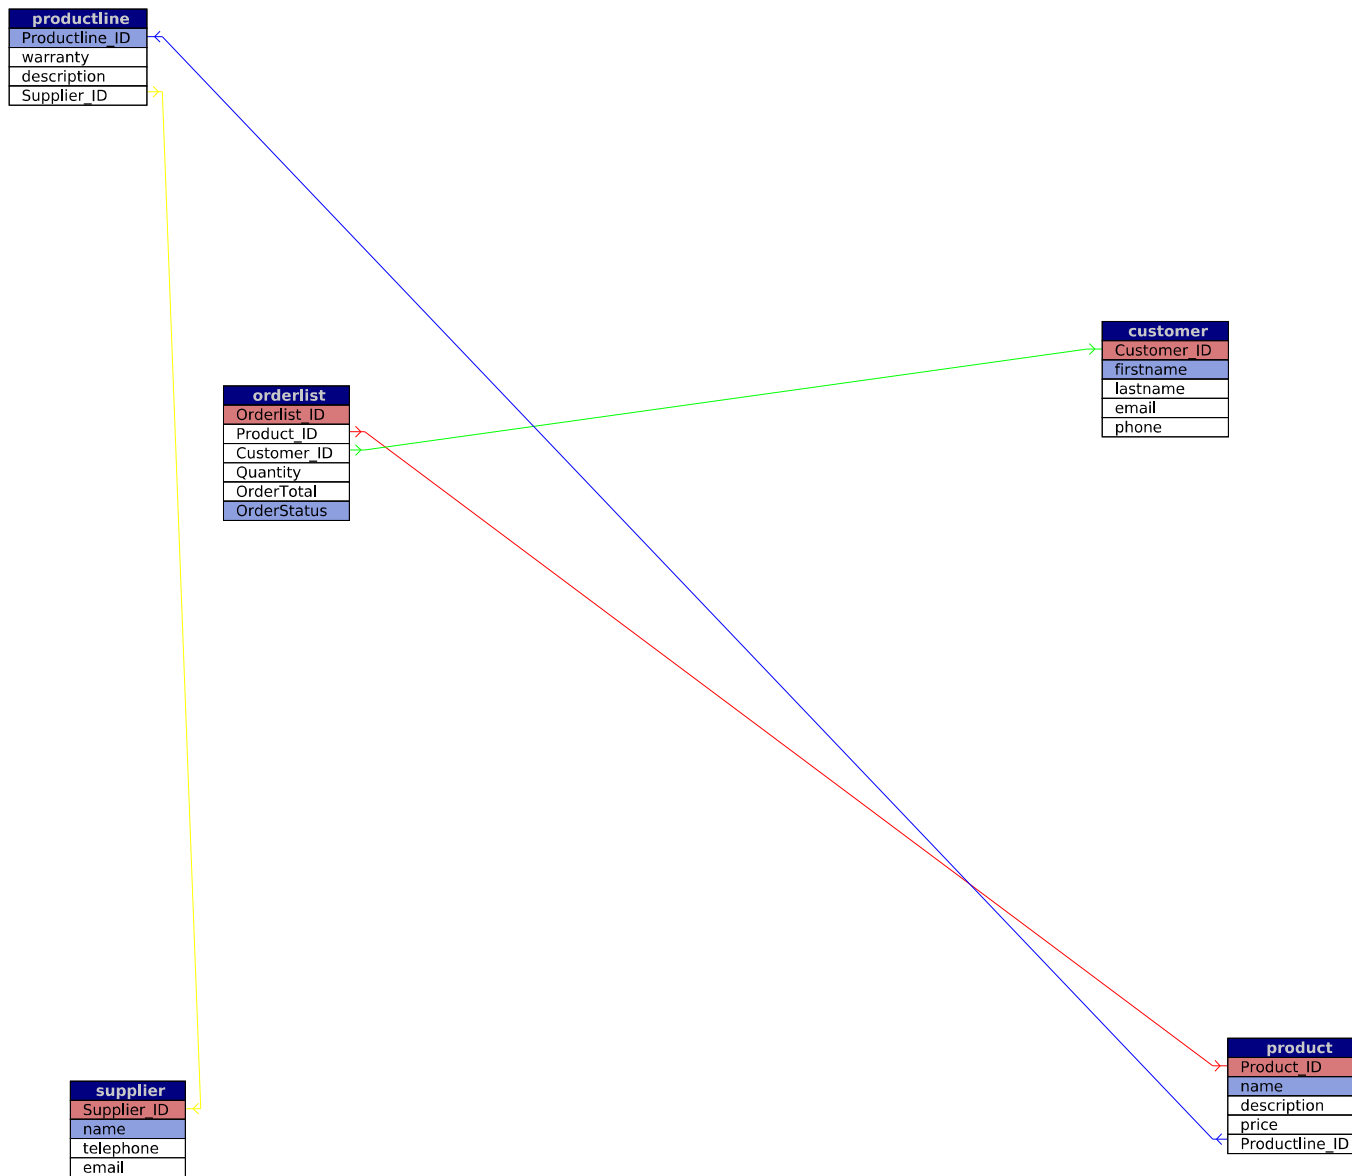 productline
Productline_ID
warranty
description
Supplier_ID
customer
Customer_ID
firstname
lastname
email
phone
orderlist
Orderlist_ID
Product_ID
Customer_ID
Quantity
OrderTotal
OrderStatus
product
Product_ID
name
description
price
Productline_ID
supplier
Supplier_ID
name
telephone
email